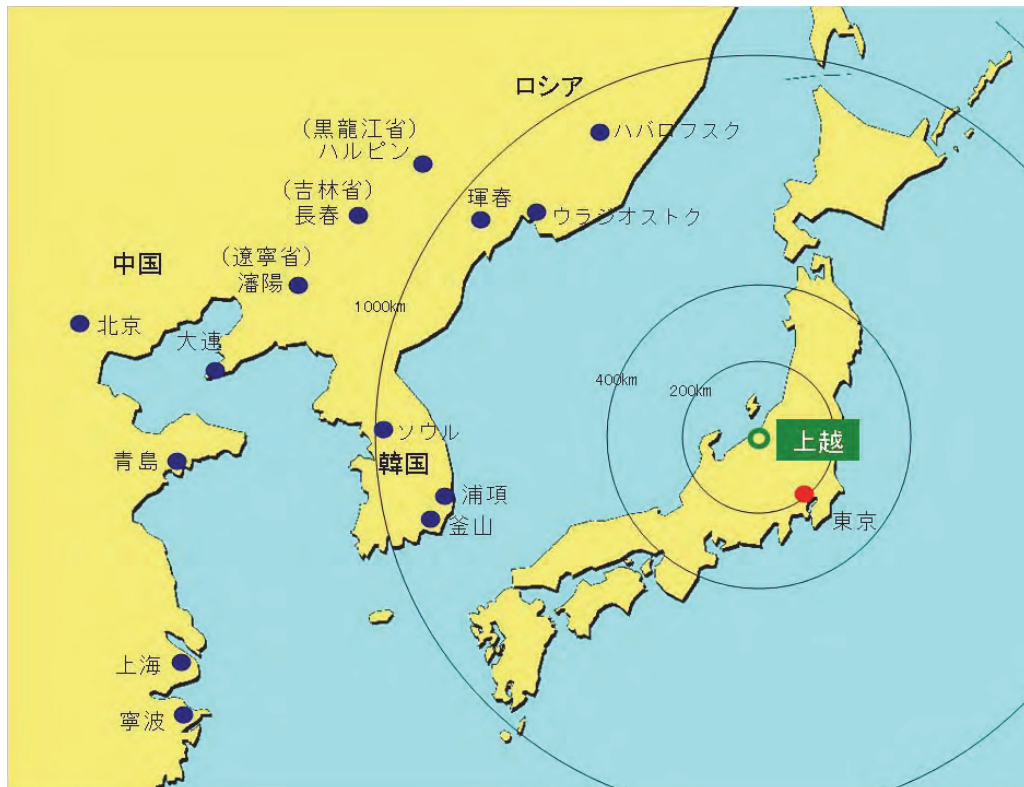 ロシア
ハバロフスク
(黒龍江省)
ハルピン
(吉林省)
長春
琿春
ウラジオストク
中国
(遼寧省)
瀋陽
1000km
北京
大連
400km
200km
ソウル
上越
韓国
青島
浦項
東京
釜山
上海
寧波